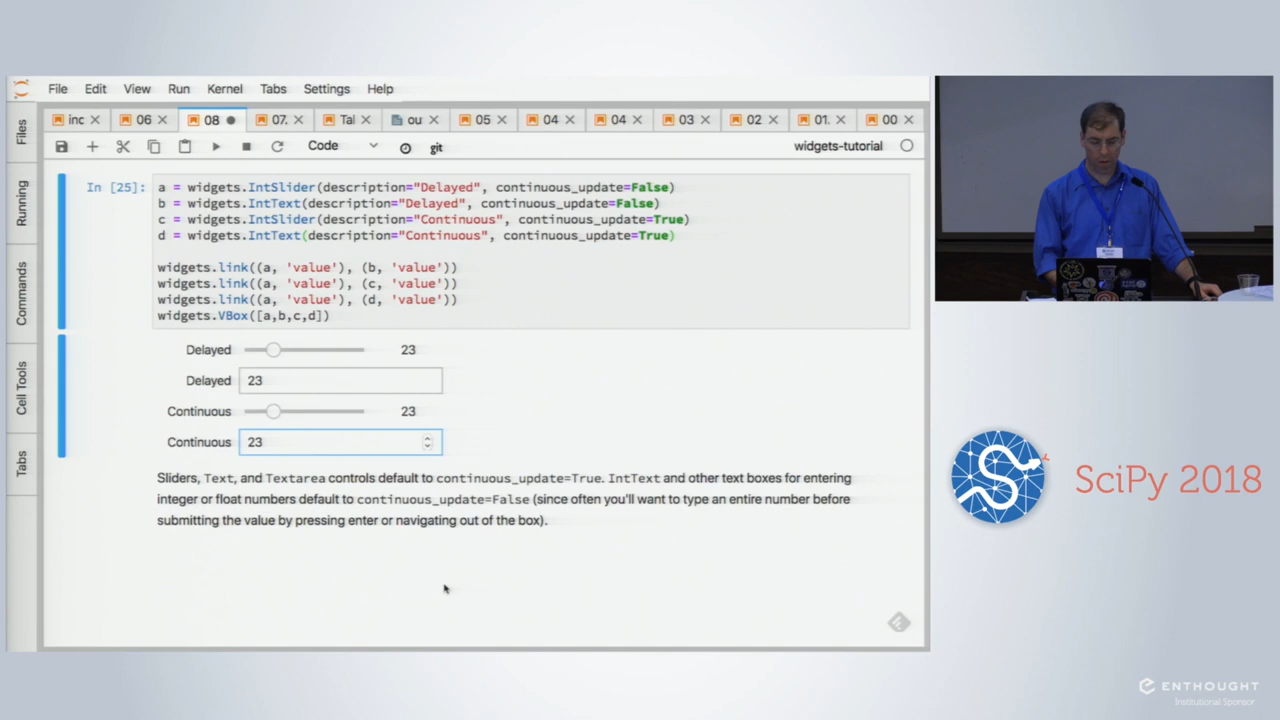 File Edit View Run Kernel Tabs Settings Help
inc 06 08 07. Tal ou 05 04 04 03 02 01. 00
Code git widgets-tutorial
Files
Running
Commands
Cell Tools
Tabs
In [25]: a = widgets.IntSlider(description="Delayed", continuous_update=False)
b = widgets.IntText(description="Delayed", continuous_update=False)
c = widgets.IntSlider(description="Continuous", continuous_update=True)
d = widgets.IntText(description="Continuous", continuous_update=True)
widgets.link((a, 'value'), (b, 'value'))
widgets.link((a, 'value'), (c, 'value'))
widgets.link((a, 'value'), (d, 'value'))
widgets.VBox([a,b,c,d])
Delayed 23
Delayed 23
Continuous 23
Continuous 23
Sliders, Text, and Textarea controls default to continuous_update=True. IntText and other text boxes for entering
integer or float numbers default to continuous_update=False (since often you'll want to type an entire number before
submitting the value by pressing enter or navigating out of the box).
SciPy 2018
ENTHOUGHT
Institutional Sponsor